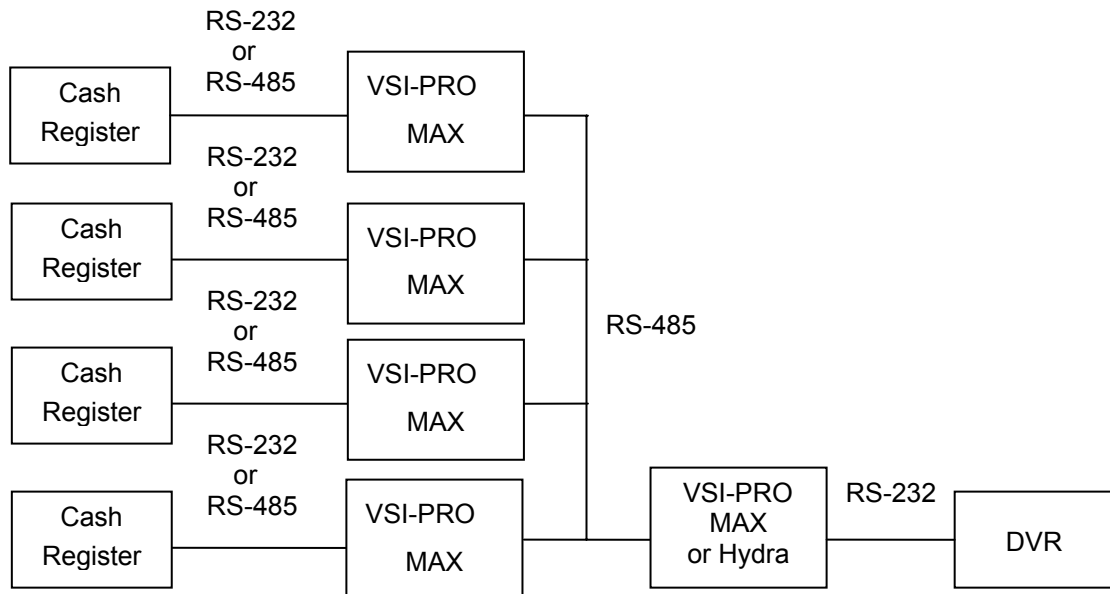 RS-232
or
RS-485
Cash
Register
VSI-PRO
MAX
RS-232
or
RS-485
Cash
Register
VSI-PRO
MAX
RS-232
or
RS-485
Cash
Register
VSI-PRO
MAX
RS-485
RS-232
or
RS-485
Cash
Register
VSI-PRO
MAX
VSI-PRO
MAX
or Hydra
RS-232
DVR